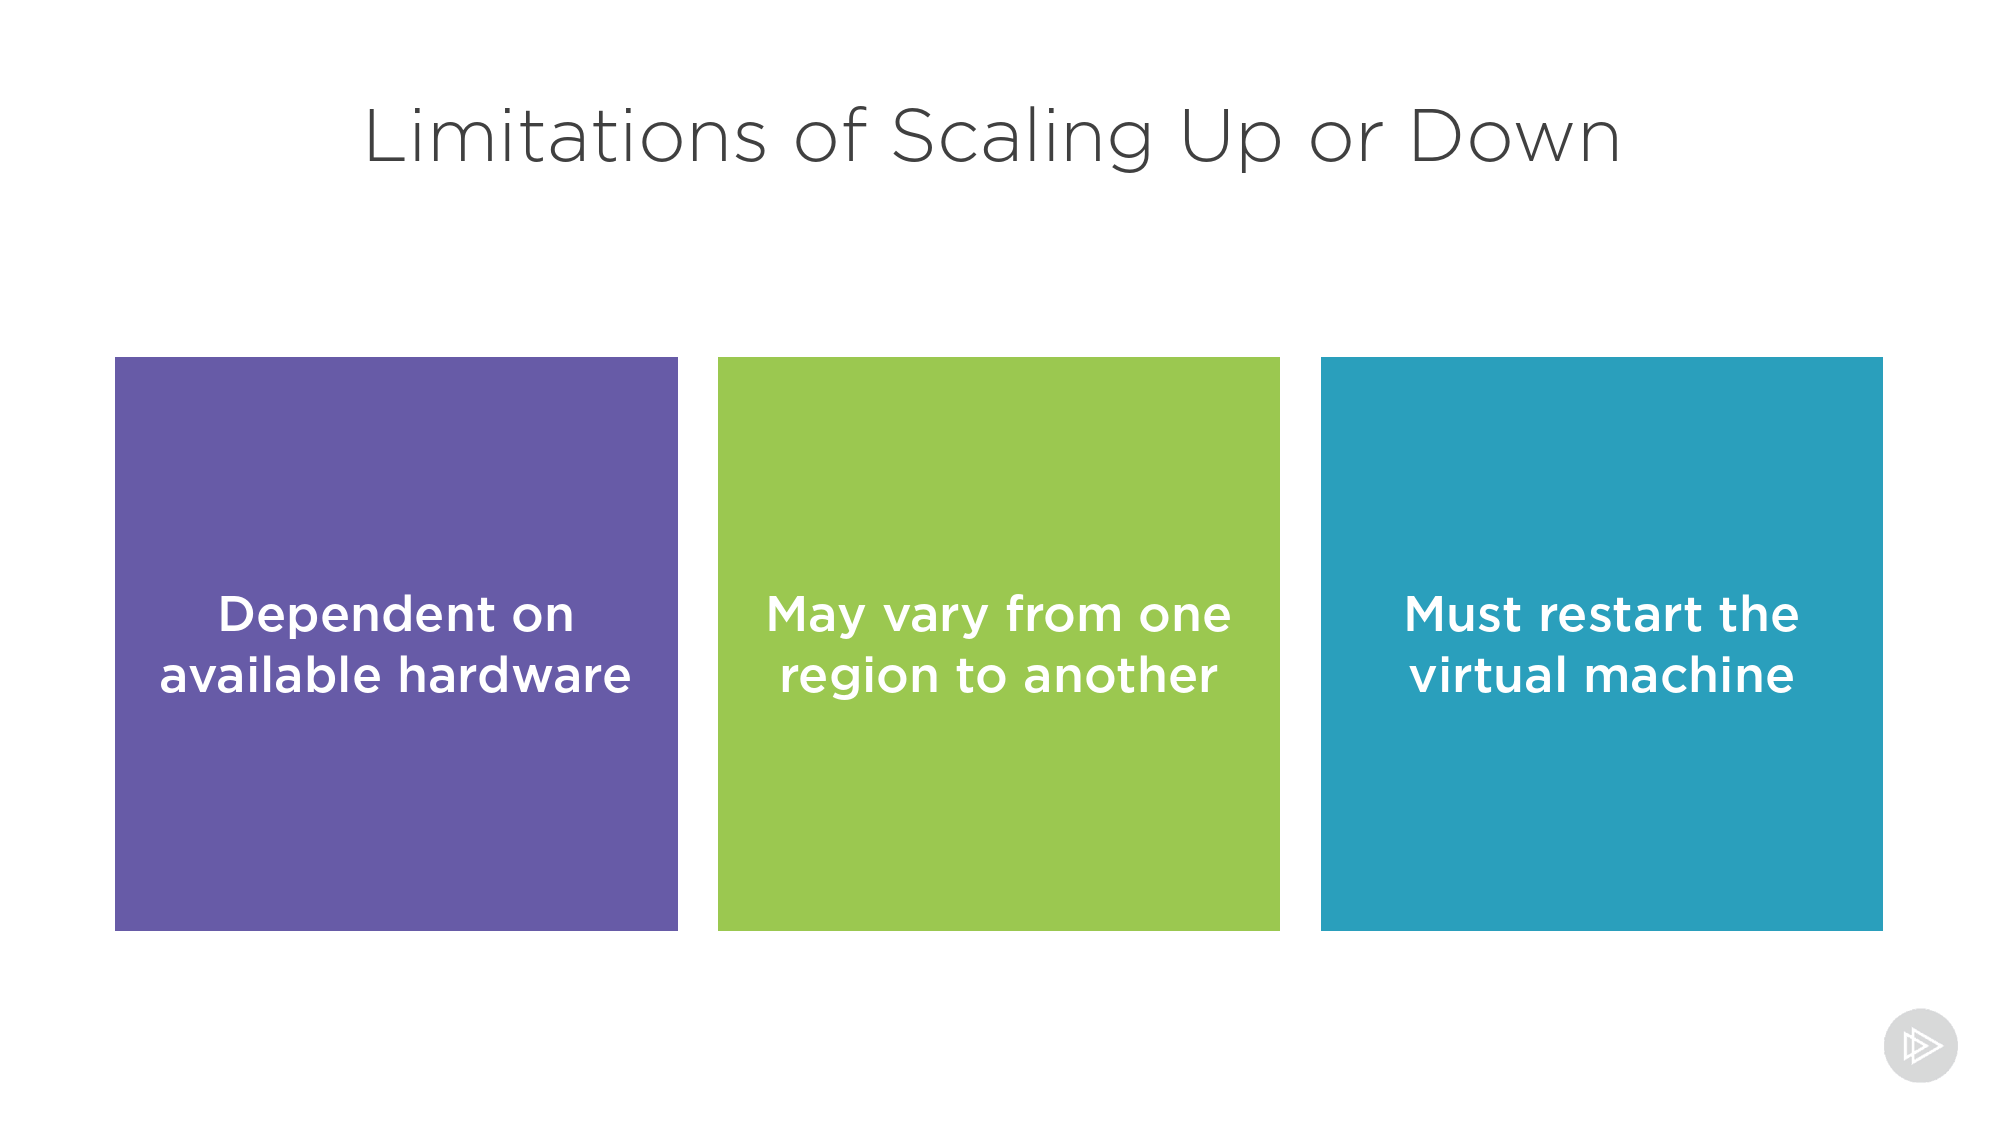 Limitations of Scaling Up or Down
Dependent on
available hardware
May vary from one
region to another
Must restart the
virtual machine